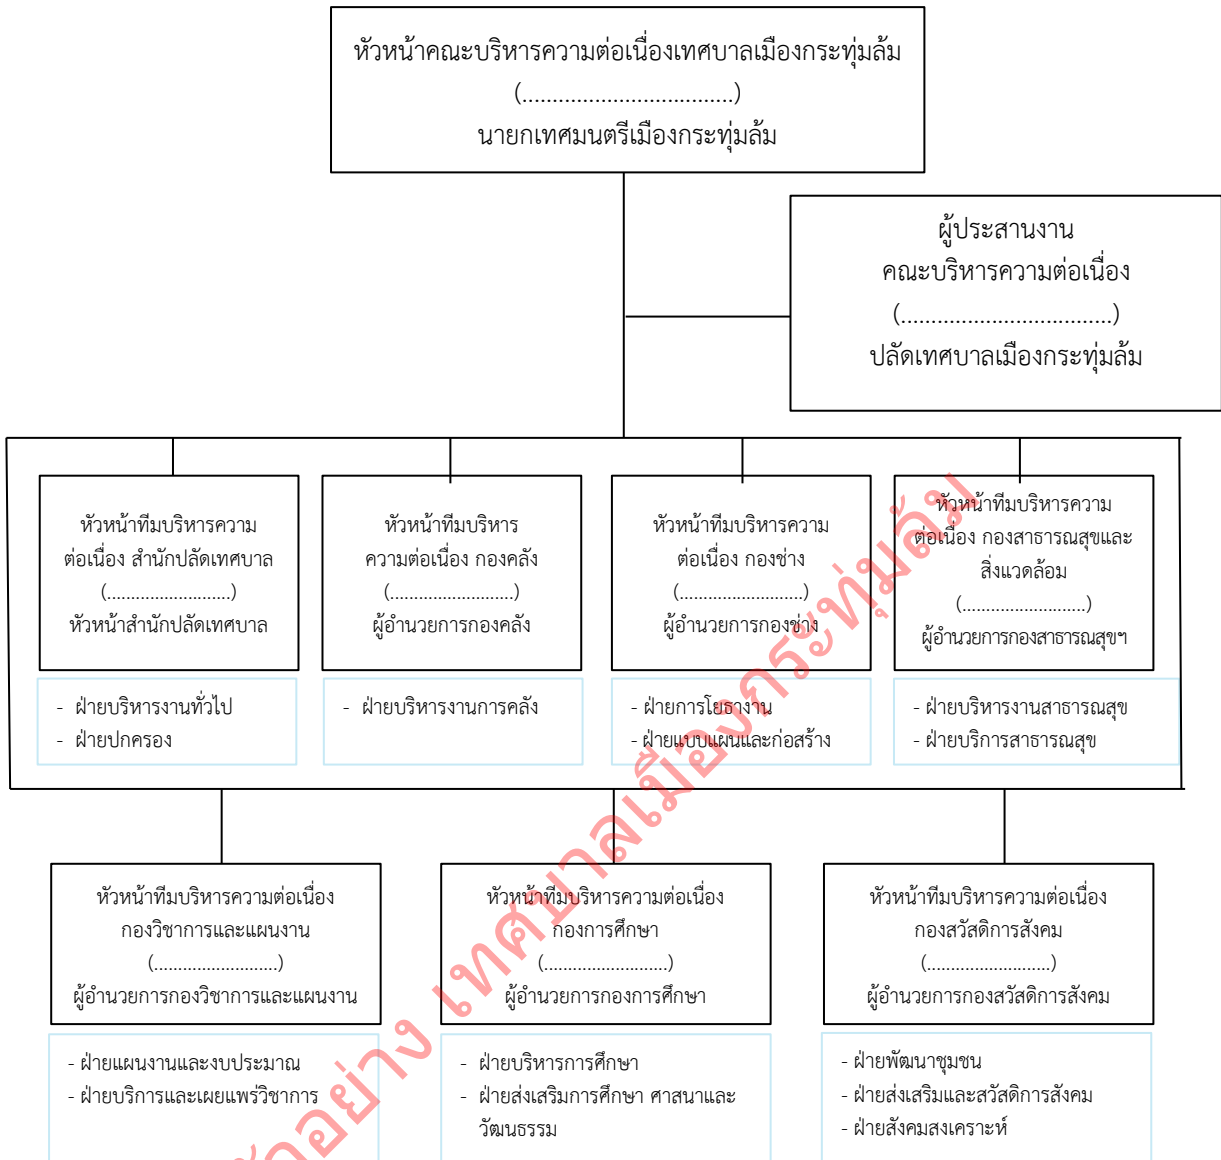 หัวหน้าคณะบริหารความต่อเนื่องเทศบาลเมืองกระทุ่มล้ม
(...................................)
นายกเทศมนตรีเมืองกระทุ่มล้ม
ผู้ประสานงาน
คณะบริหารความต่อเนื่อง
(...................................)
ปลัดเทศบาลเมืองกระทุ่มล้ม
หัวหน้าทีมบริหารความ
ต่อเนื่อง สำนักปลัดเทศบาล
(..........................)
หัวหน้าสำนักปลัดเทศบาล
- ฝ่ายบริหารงานทั่วไป
- ฝ่ายปกครอง
หัวหน้าทีมบริหาร
ความต่อเนื่อง กองคลัง
(..........................)
ผู้อำนวยการกองคลัง
- ฝ่ายบริหารงานการคลัง
หัวหน้าทีมบริหารความ
ต่อเนื่อง กองช่าง
(..........................)
ผู้อำนวยการกองช่าง
- ฝ่ายการโยธางาน
- ฝ่ายแบบแผนและก่อสร้าง
หัวหน้าทีมบริหารความ
ต่อเนื่อง กองสาธารณสุขและ
สิ่งแวดล้อม
(..........................)
ผู้อำนวยการกองสาธารณสุขฯ
- ฝ่ายบริหารงานสาธารณสุข
- ฝ่ายบริการสาธารณสุข
หัวหน้าทีมบริหารความต่อเนื่อง
กองวิชาการและแผนงาน
(..........................)
ผู้อำนวยการกองวิชาการและแผนงาน
- ฝ่ายแผนงานและงบประมาณ
- ฝ่ายบริการและเผยแพร่วิชาการ
หัวหน้าทีมบริหารความต่อเนื่อง
กองการศึกษา
(..........................)
ผู้อำนวยการกองการศึกษา
- ฝ่ายบริหารการศึกษา
- ฝ่ายส่งเสริมการศึกษา ศาสนาและ
วัฒนธรรม
หัวหน้าทีมบริหารความต่อเนื่อง
กองสวัสดิการสังคม
(..........................)
ผู้อำนวยการกองสวัสดิการสังคม
- ฝ่ายพัฒนาชุมชน
- ฝ่ายส่งเสริมและสวัสดิการสังคม
- ฝ่ายสังคมสงเคราะห์
เทศบาลเมืองกระทุ่มล้ม